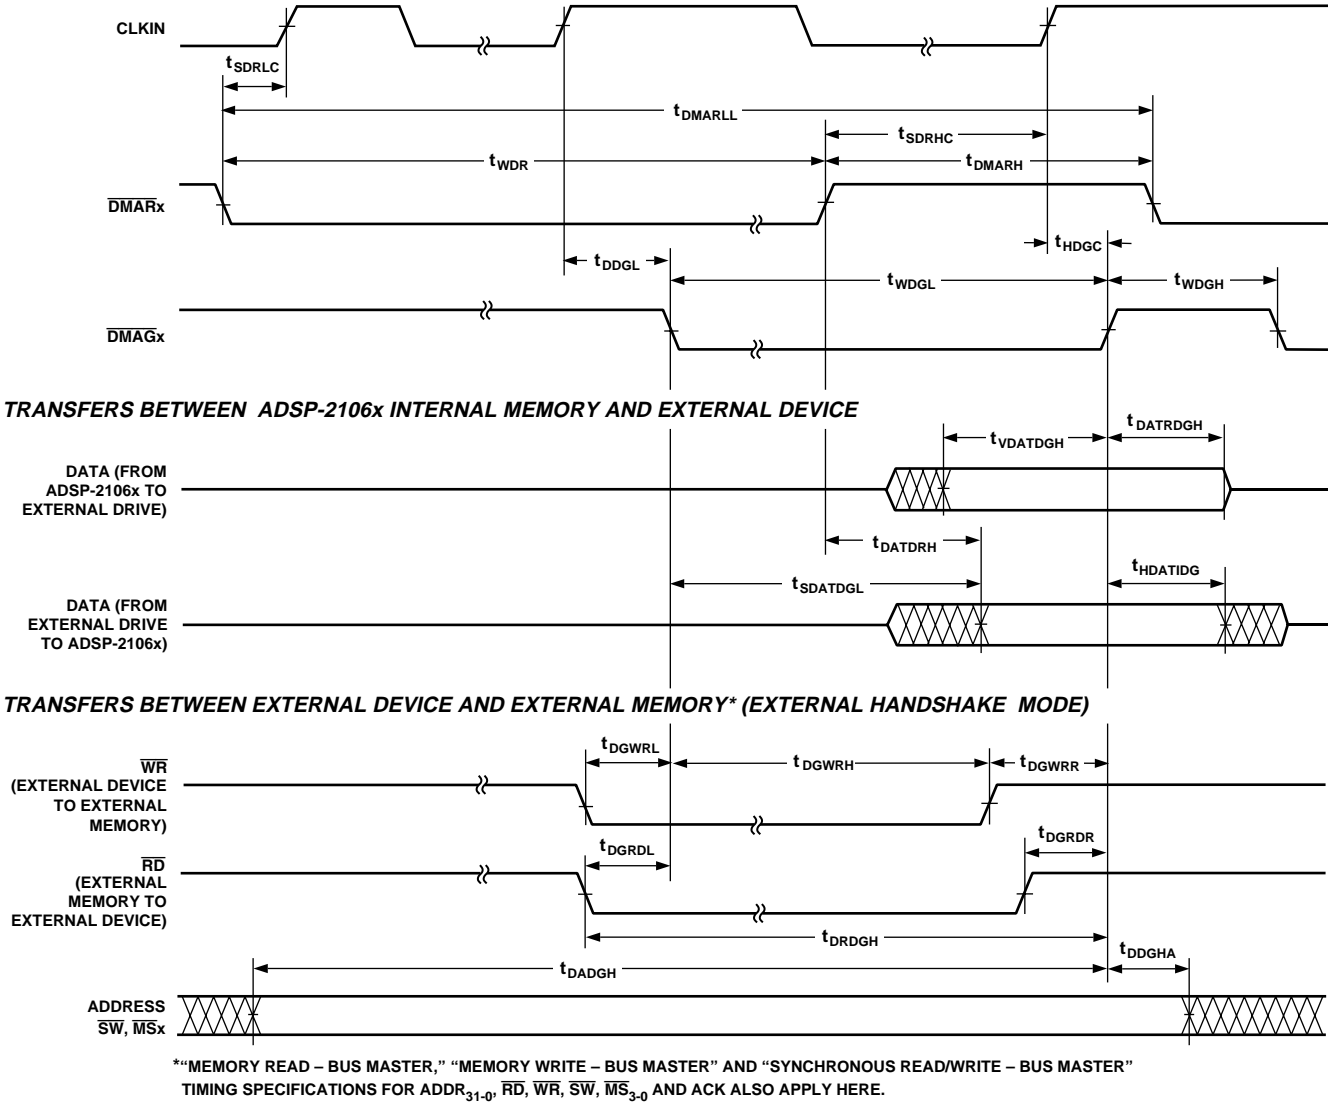 CLKIN
tSDRLC
tDMARLL
tSDRHC
tWDR
tDMARH
DMARx
tHDGC
tDDGL
tWDGL
tWDGH
DMAGx
TRANSFERS BETWEEN ADSP-2106x INTERNAL MEMORY AND EXTERNAL DEVICE
tVDATDGH
tDATRDGH
DATA (FROM
ADSP-2106x TO
EXTERNAL DRIVE)
tDATDRH
tSDATDGL
tHDATIDG
DATA (FROM
EXTERNAL DRIVE
TO ADSP-2106x)
TRANSFERS BETWEEN EXTERNAL DEVICE AND EXTERNAL MEMORY* (EXTERNAL HANDSHAKE MODE)
tDGWRL
tDGWRH
tDGWRR
WR
(EXTERNAL DEVICE
TO EXTERNAL
MEMORY)
tDGRDR
tDGRDL
RD
(EXTERNAL
MEMORY TO
EXTERNAL DEVICE)
tDRDGH
tDADGH
tDDGHA
ADDRESS
SW, MSx
*“MEMORY READ – BUS MASTER,” “MEMORY WRITE – BUS MASTER” AND “SYNCHRONOUS READ/WRITE – BUS MASTER”
TIMING SPECIFICATIONS FOR ADDR31-0, RD, WR, SW, MS3-0 AND ACK ALSO APPLY HERE.